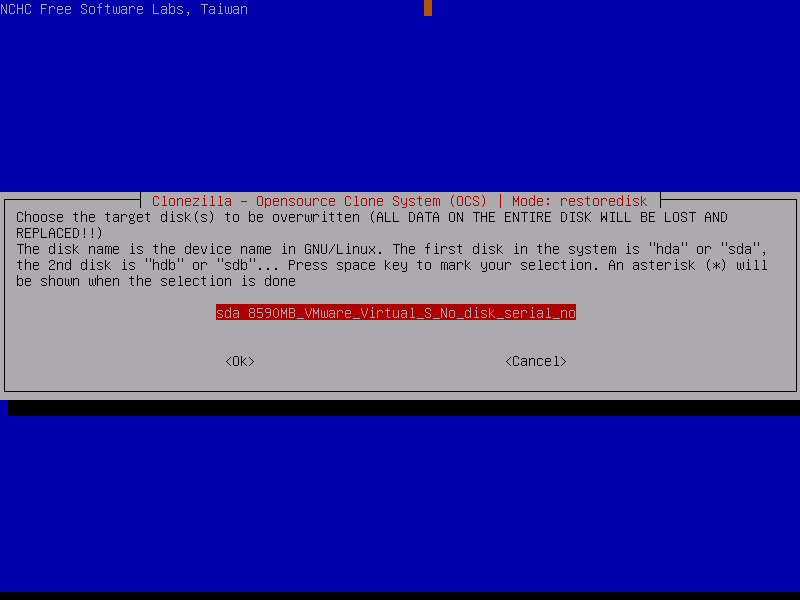 NCHC Free Software Labs, Taiwan
Clonezilla - Opensource Clone System (OCS) | Mode: restoredisk
Choose the target disk(s) to be overwritten (ALL DATA ON THE ENTIRE DISK WILL BE LOST AND
REPLACED!!)
The disk name is the device name in GNU/Linux. The first disk in the system is "hda" or "sda",
the 2nd disk is "hdb" or "sdb"... Press space key to mark your selection. An asterisk (*) will
be shown when the selection is done
sda 8590MB_VMware_Virtual_S_No_disk_serial_no
<Ok> <Cancel>